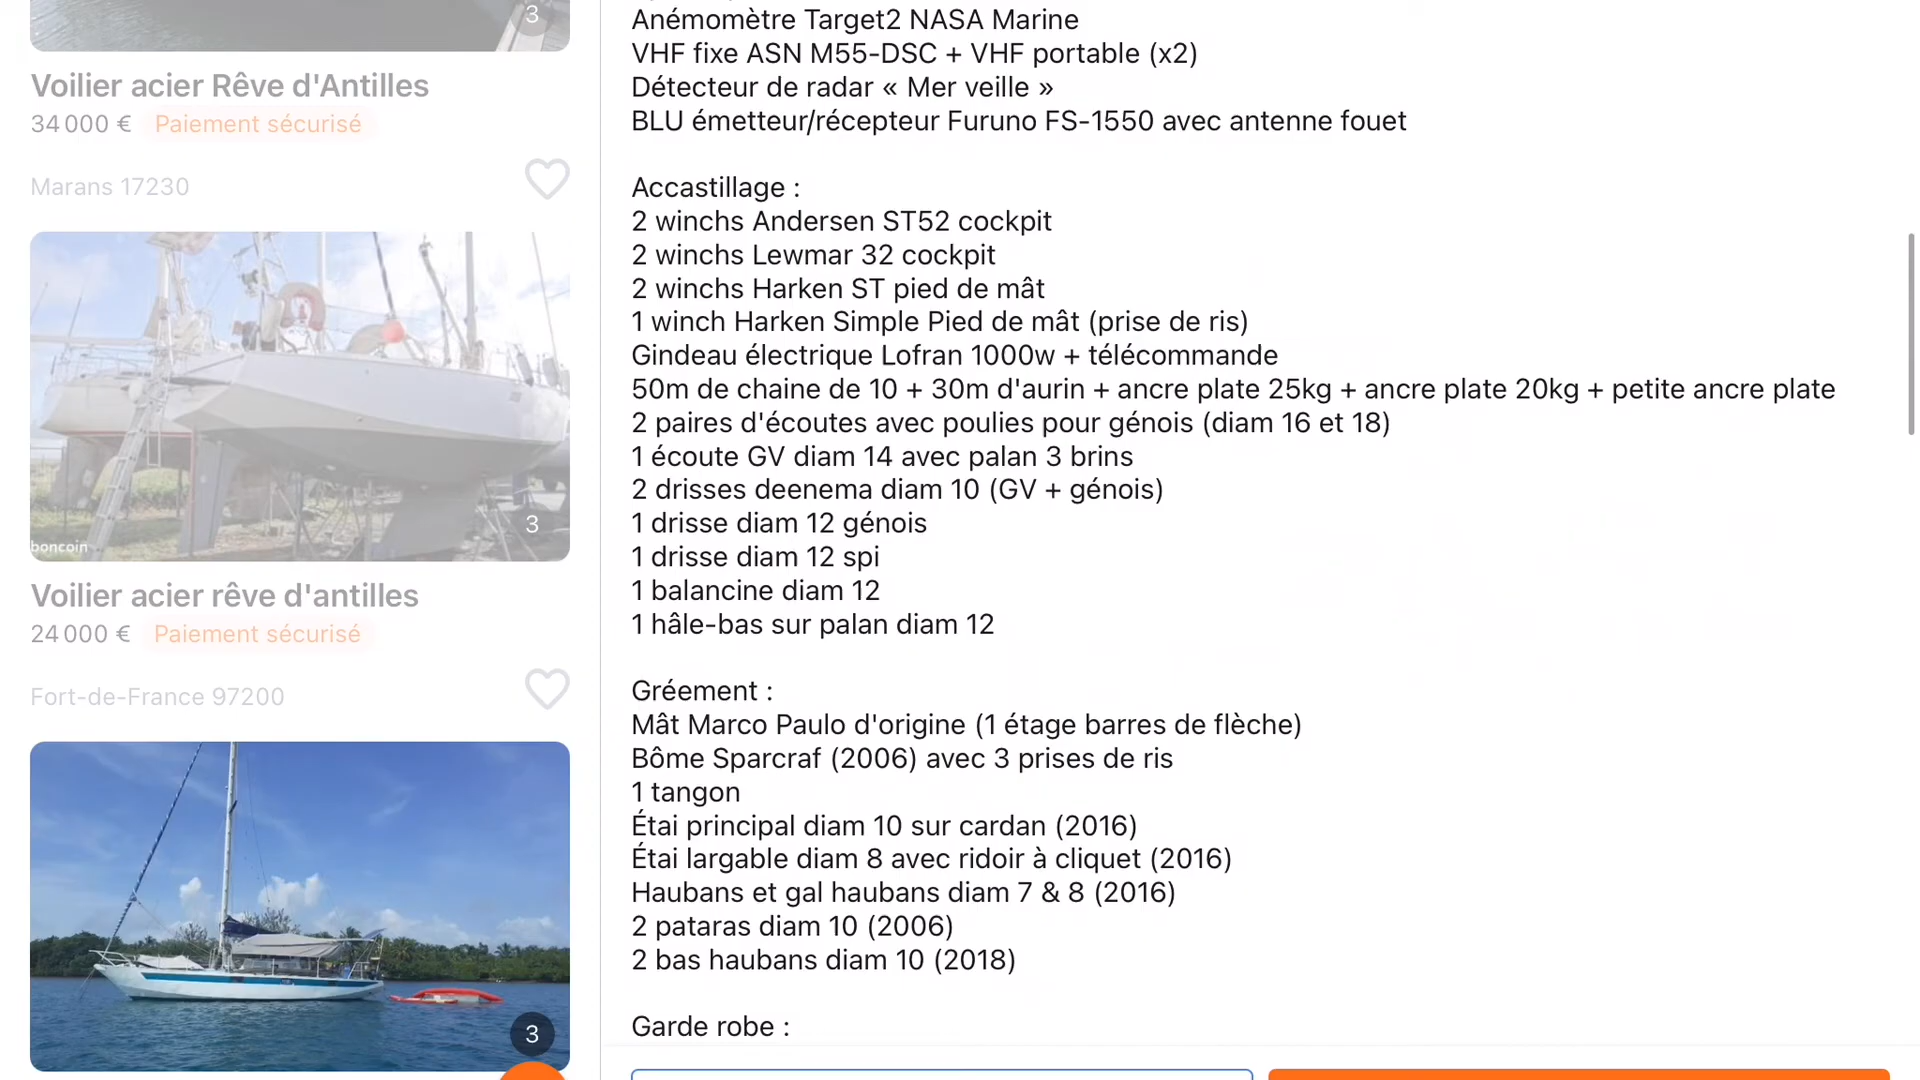 3
Voilier acier Rêve d'Antilles
34 000 € Paiement sécurisé
Marans 17230
boncoin
3
Voilier acier rêve d'antilles
24 000 € Paiement sécurisé
Fort-de-France 97200
3
Anémomètre Target2 NASA Marine
VHF fixe ASN M55-DSC + VHF portable (x2)
Détecteur de radar « Mer veille »
BLU émetteur/récepteur Furuno FS-1550 avec antenne fouet
Accastillage :
2 winchs Andersen ST52 cockpit
2 winchs Lewmar 32 cockpit
2 winchs Harken ST pied de mât
1 winch Harken Simple Pied de mât (prise de ris)
Gindeau électrique Lofran 1000w + télécommande
50m de chaine de 10 + 30m d'aurin + ancre plate 25kg + ancre plate 20kg + petite ancre plate
2 paires d'écoutes avec poulies pour génois (diam 16 et 18)
1 écoute GV diam 14 avec palan 3 brins
2 drisses deenema diam 10 (GV + génois)
1 drisse diam 12 génois
1 drisse diam 12 spi
1 balancine diam 12
1 hâle-bas sur palan diam 12
Gréement :
Mât Marco Paulo d'origine (1 étage barres de flèche)
Bôme Sparcraf (2006) avec 3 prises de ris
1 tangon
Étai principal diam 10 sur cardan (2016)
Étai largable diam 8 avec ridoir à cliquet (2016)
Haubans et gal haubans diam 7 & 8 (2016)
2 pataras diam 10 (2006)
2 bas haubans diam 10 (2018)
Garde robe :